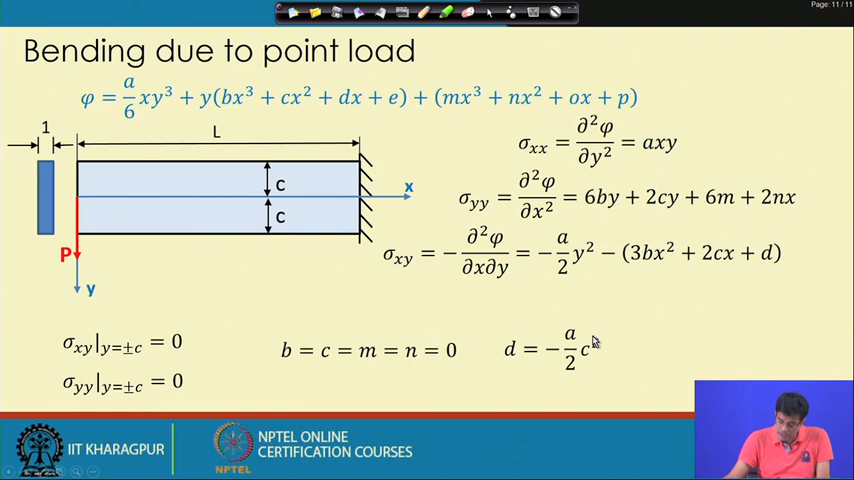 Page: 11 / 11
Bending due to point load
φ = a/6 xy³ + y(bx³ + cx² + dx + e) + (mx³ + nx² + ox + p)
1
L
c
c
x
P
y
σxx = ∂²φ/∂y² = axy
σyy = ∂²φ/∂x² = 6by + 2cy + 6m + 2nx
σxy = −∂²φ/∂x∂y = −a/2 y² − (3bx² + 2cx + d)
σxy|y=±c = 0
σyy|y=±c = 0
b = c = m = n = 0
d = −a/2 c
IIT KHARAGPUR
NPTEL
NPTEL ONLINE
CERTIFICATION COURSES